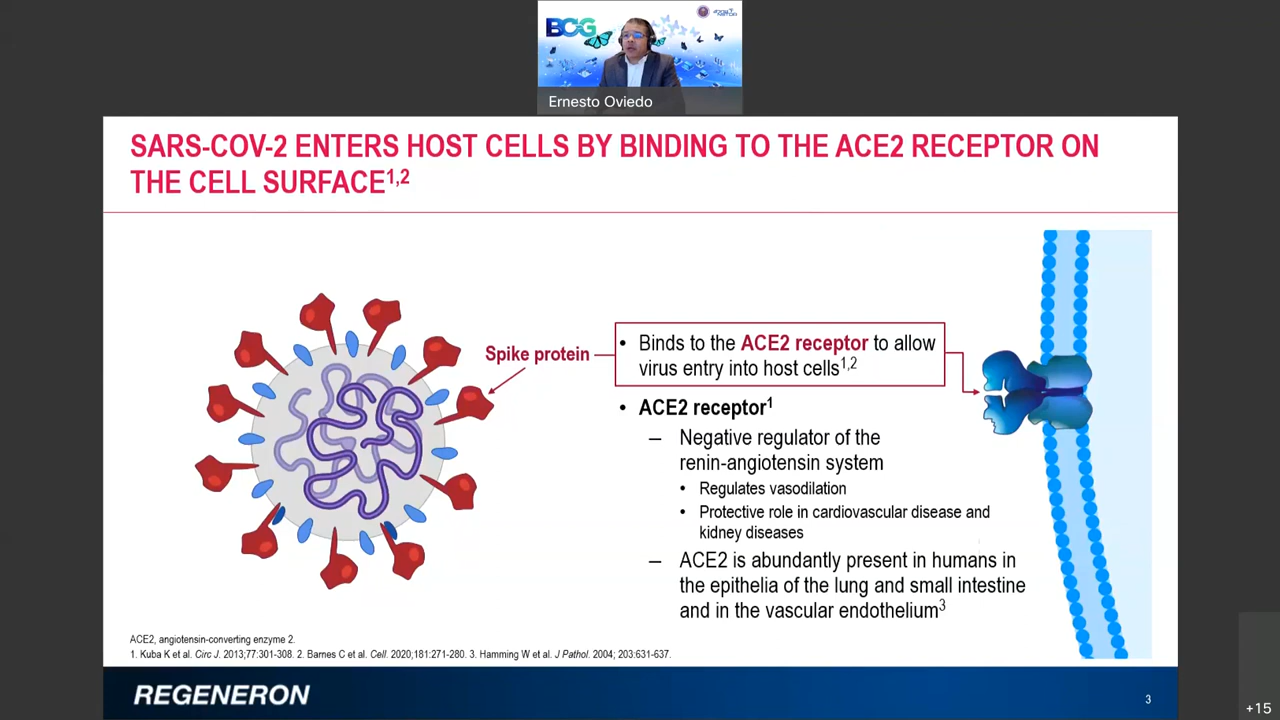 BCG
Ernesto Oviedo
SARS-COV-2 ENTERS HOST CELLS BY BINDING TO THE ACE2 RECEPTOR ON
THE CELL SURFACE1,2
Spike protein
• Binds to the ACE2 receptor to allow
virus entry into host cells1,2
• ACE2 receptor1
– Negative regulator of the
renin-angiotensin system
• Regulates vasodilation
• Protective role in cardiovascular disease and
kidney diseases
– ACE2 is abundantly present in humans in
the epithelia of the lung and small intestine
and in the vascular endothelium3
ACE2, angiotensin-converting enzyme 2.
1. Kuba K et al. Circ J. 2013;77:301-308. 2. Barnes C et al. Cell. 2020;181:271-280. 3. Hamming W et al. J Pathol. 2004; 203:631-637.
REGENERON
3
+15